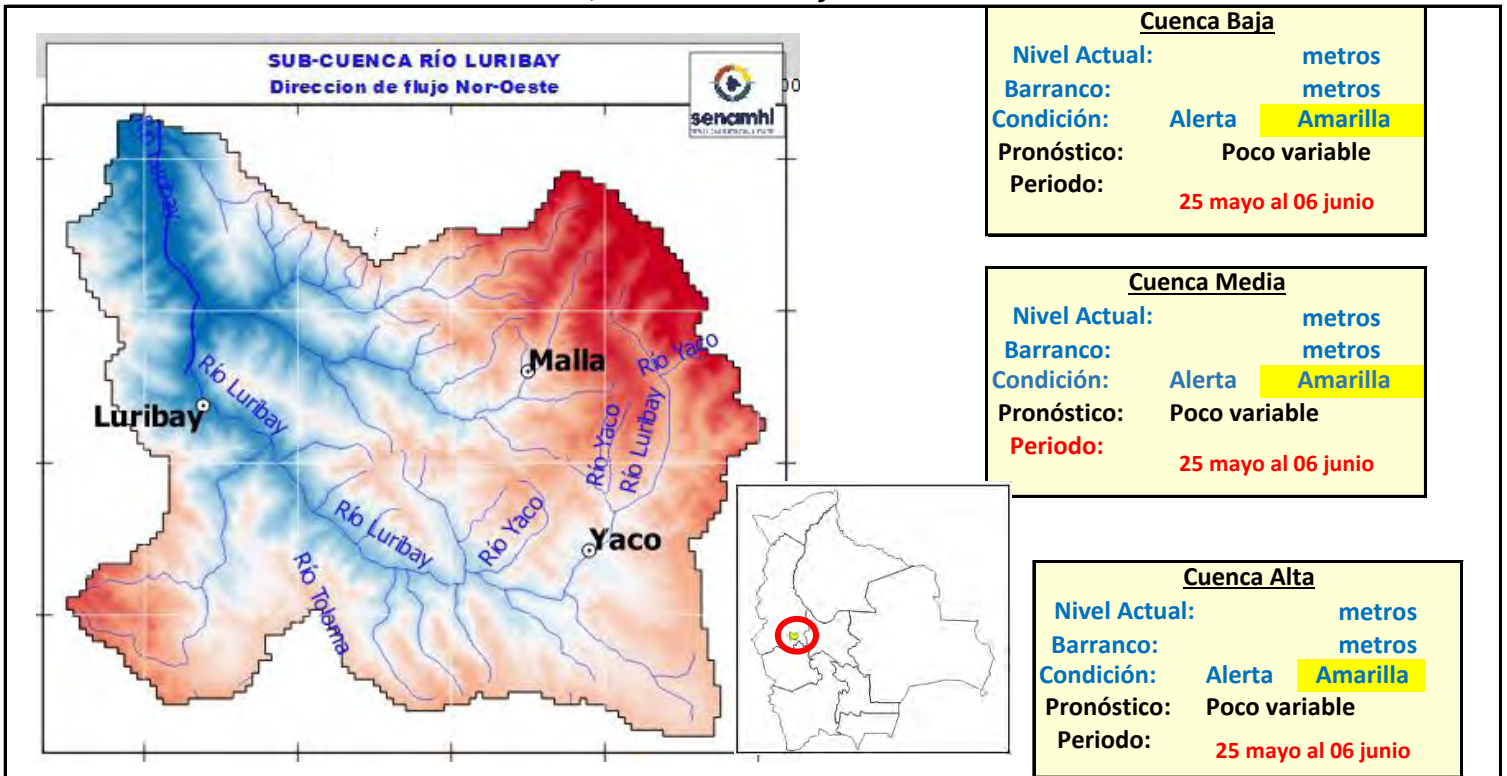 SUB-CUENCA RÍO LURIBAY
Direccion de flujo Nor-Oeste
senamhi
00
Río Luribay
Malla
Río Yaco
Luribay
Río Luribay
Río Yaco
Río Luribay
Río Luribay
Río Yaco
Yaco
Río Toloma
Cuenca Baja
Nivel Actual: metros
Barranco: metros
Condición: Alerta Amarilla
Pronóstico: Poco variable
Periodo:
25 mayo al 06 junio
Cuenca Media
Nivel Actual: metros
Barranco: metros
Condición: Alerta Amarilla
Pronóstico: Poco variable
Periodo:
25 mayo al 06 junio
Cuenca Alta
Nivel Actual: metros
Barranco: metros
Condición: Alerta Amarilla
Pronóstico: Poco variable
Periodo:
25 mayo al 06 junio